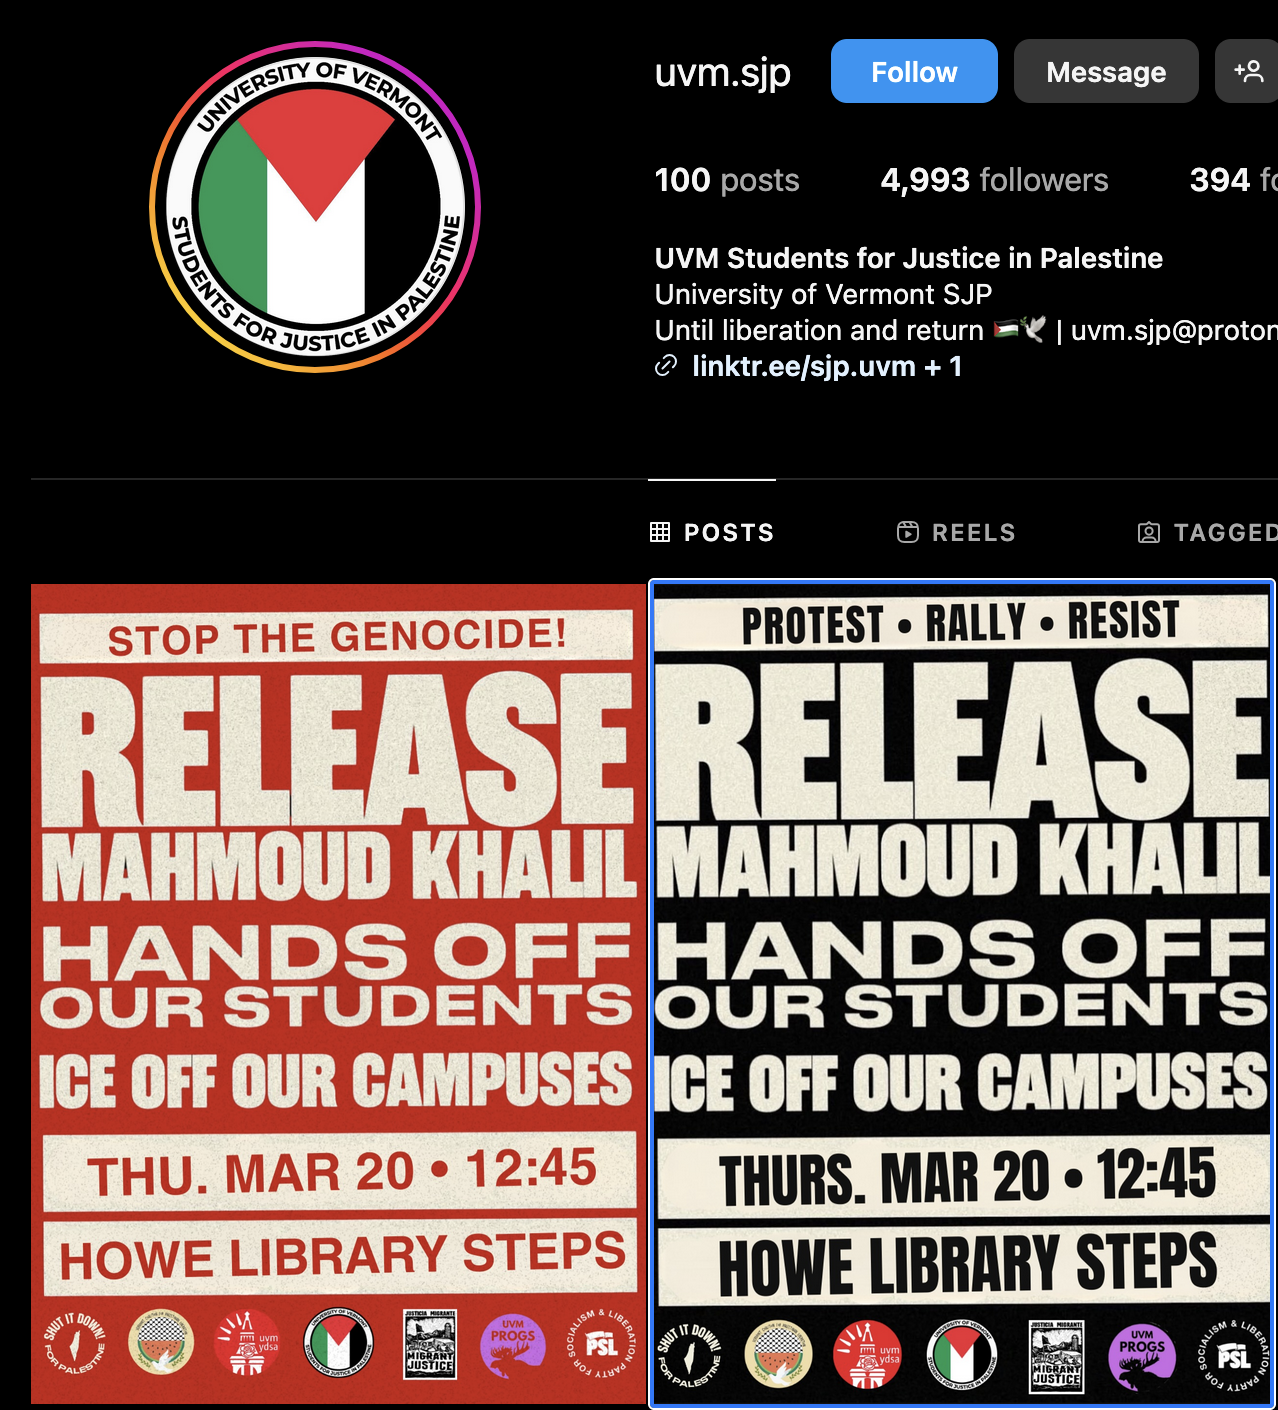 UNIVERSITY OF VERMONT
STUDENTS FOR JUSTICE IN PALESTINE
uvm.sjp
Follow
Message
100 posts
4,993 followers
394 fo
UVM Students for Justice in Palestine
University of Vermont SJP
Until liberation and return 🇵🇸🕊️ | uvm.sjp@proton
linktr.ee/sjp.uvm + 1
POSTS
REELS
TAGGED
STOP THE GENOCIDE!
RELEASE
MAHMOUD KHALIL
HANDS OFF
OUR STUDENTS
ICE OFF OUR CAMPUSES
THU. MAR 20 • 12:45
HOWE LIBRARY STEPS
SHUT IT DOWN!
FOR PALESTINE
uvm
ydsa
UNIVERSITY OF VERMONT
STUDENTS FOR JUSTICE IN PALESTINE
JUSTICIA MIGRANTE
MIGRANT
JUSTICE
UVM
PROGS
PARTY FOR SOCIALISM & LIBERATION
PSL
PROTEST • RALLY • RESIST
RELEASE
MAHMOUD KHALIL
HANDS OFF
OUR STUDENTS
ICE OFF OUR CAMPUSES
THURS. MAR 20 • 12:45
HOWE LIBRARY STEPS
SHUT IT DOWN!
FOR PALESTINE
uvm
ydsa
UNIVERSITY OF VERMONT
STUDENTS FOR JUSTICE IN PALESTINE
JUSTICIA MIGRANTE
MIGRANT
JUSTICE
UVM
PROGS
PARTY FOR SOCIALISM & LIBERA
PSL